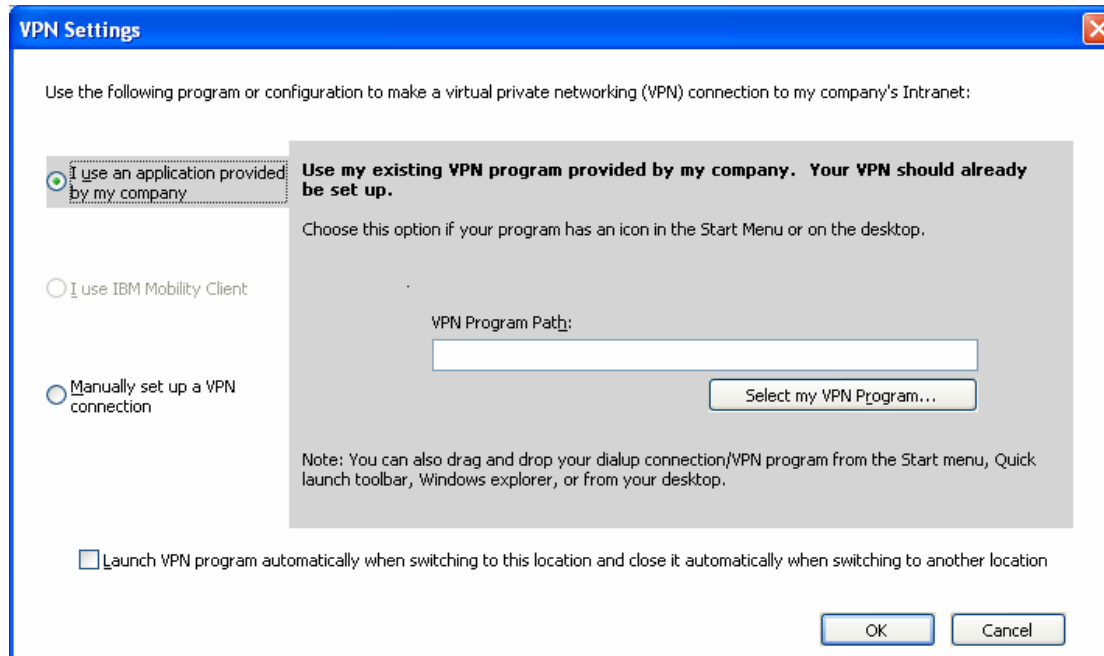 VPN Settings
Use the following program or configuration to make a virtual private networking (VPN) connection to my company's Intranet:
I use an application provided
by my company
Use my existing VPN program provided by my company.  Your VPN should already
be set up.
Choose this option if your program has an icon in the Start Menu or on the desktop.
I use IBM Mobility Client
VPN Program Path:
Manually set up a VPN
connection
Select my VPN Program...
Note: You can also drag and drop your dialup connection/VPN program from the Start menu, Quick
launch toolbar, Windows explorer, or from your desktop.
Launch VPN program automatically when switching to this location and close it automatically when switching to another location
OK
Cancel